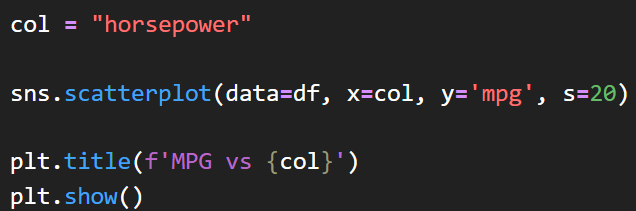 col = "horsepower"
sns.scatterplot(data=df, x=col, y='mpg', s=20)
plt.title(f'MPG vs {col}')
plt.show()